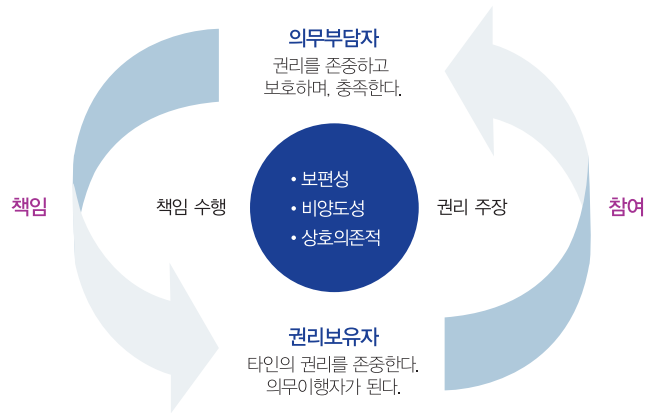 의무부담자
권리를 존중하고
보호하며, 충족한다.
책임
책임 수행
• 보편성
• 비양도성
• 상호의존적
권리 주장
참여
권리보유자
타인의 권리를 존중한다.
의무이행자가 된다.